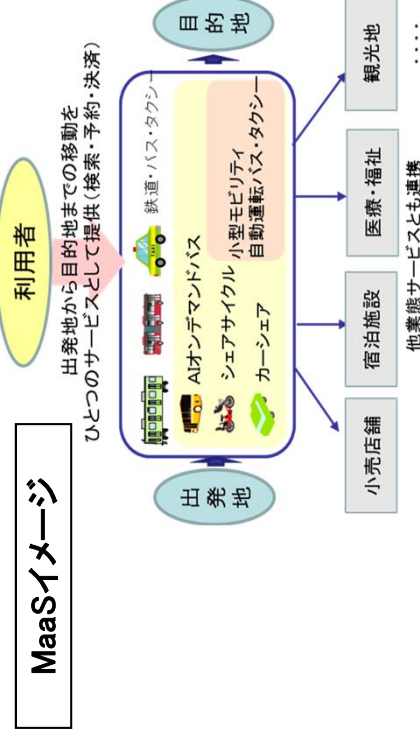 MaaSイメージ
利用者
出発地から目的地までの移動を
ひとつのサービスとして提供(検索・予約・決済)
出発地
目的地
鉄道・バス・タクシー
AIオンデマンドバス
シェアサイクル
カーシェア
小型モビリティ
自動運転バス・タクシー
小売店舗
宿泊施設
医療・福祉
観光地
・・・・・
他業態サービスとも連携